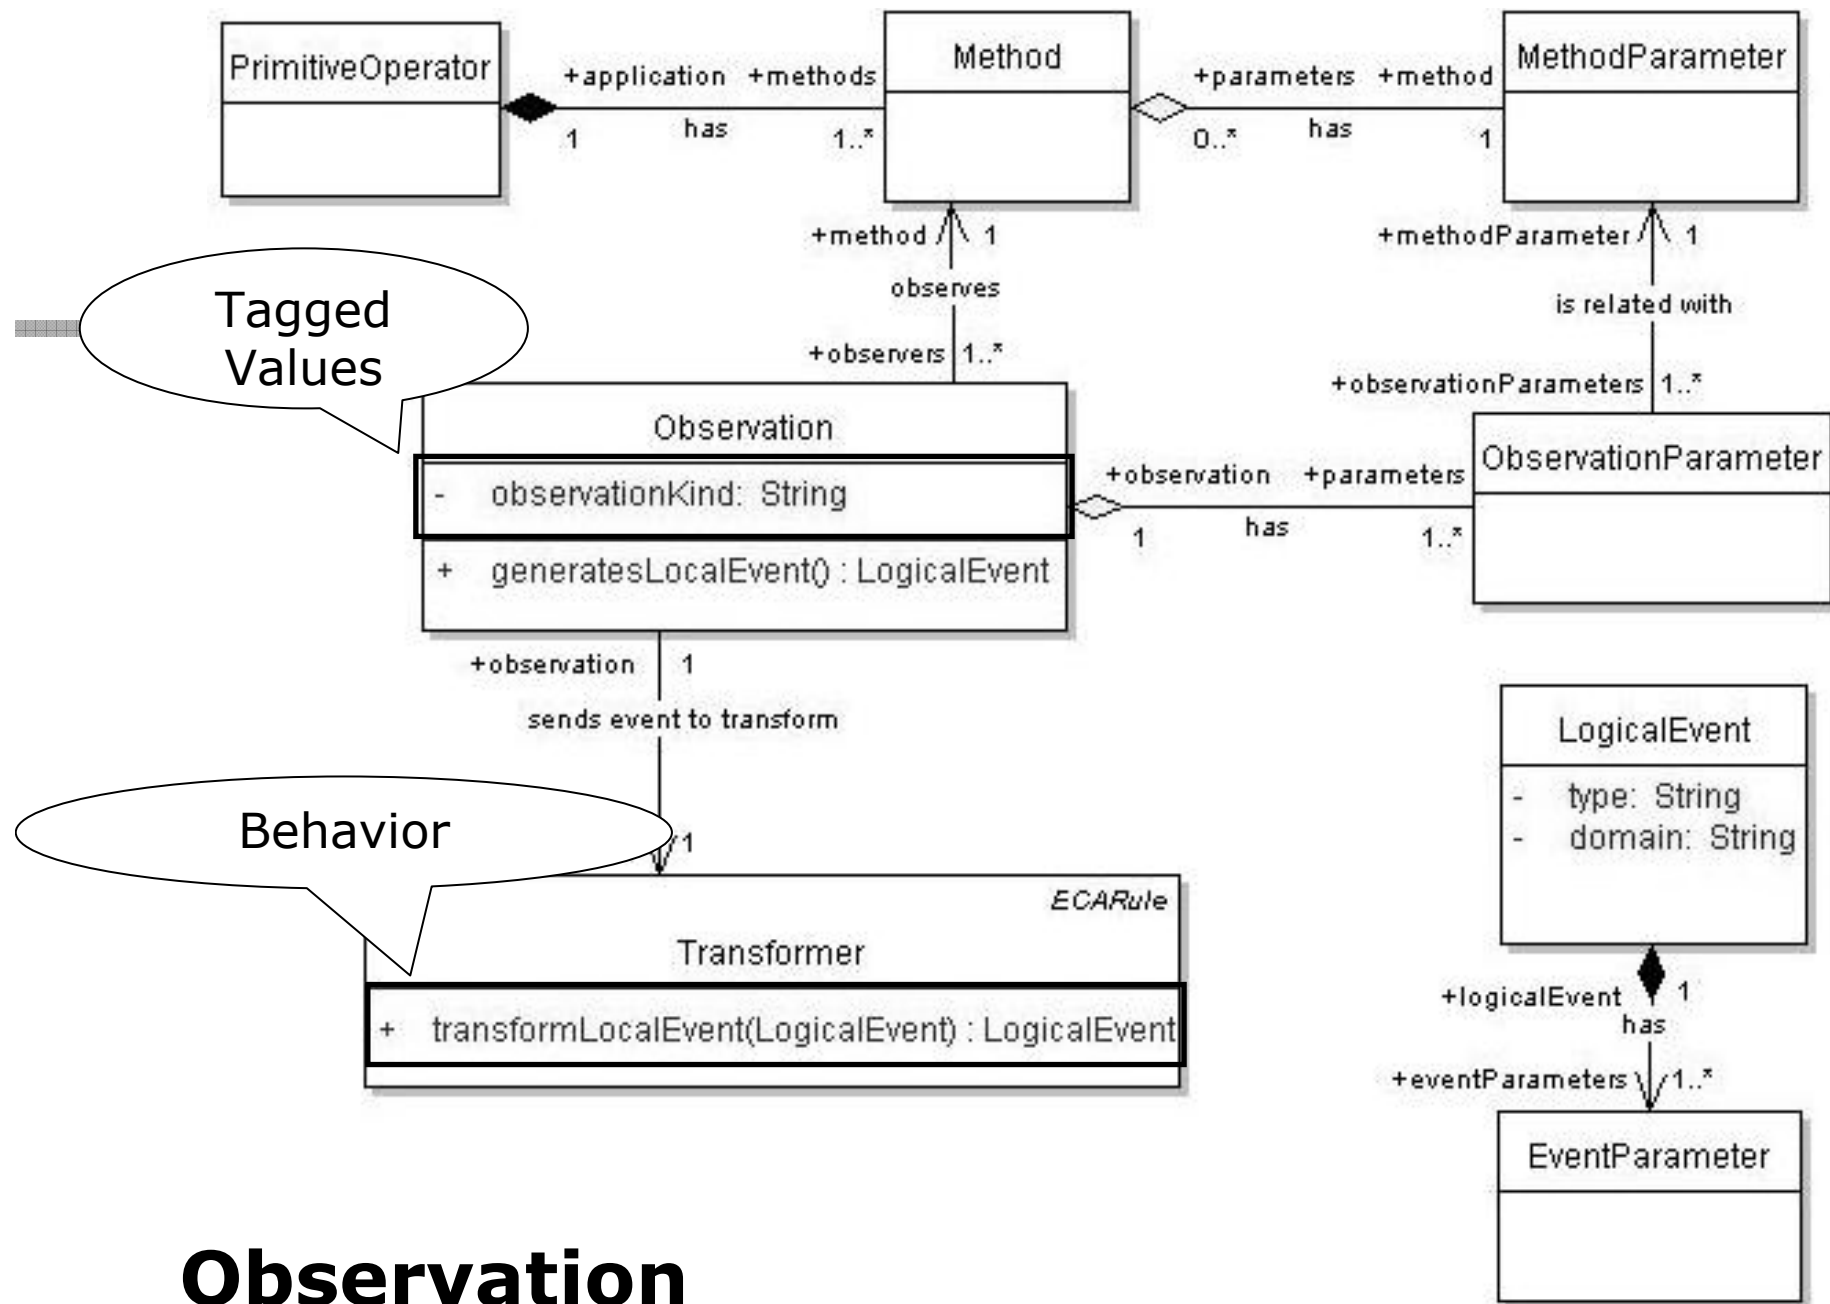 PrimitiveOperator
+application +methods
1 has 1..*
Method
+parameters +method
0..* has 1
MethodParameter
+method 1
observes
+observers 1..*
+methodParameter 1
is related with
+observationParameters 1..*
Tagged
Values
Observation
- observationKind: String
+ generatesLocalEvent() : LogicalEvent
+observation +parameters
1 has 1..*
ObservationParameter
+observation 1
sends event to transform
1
Behavior
ECARule
Transformer
+ transformLocalEvent(LogicalEvent) : LogicalEvent
LogicalEvent
- type: String
- domain: String
+logicalEvent 1
has
+eventParameters 1..*
EventParameter
Observation